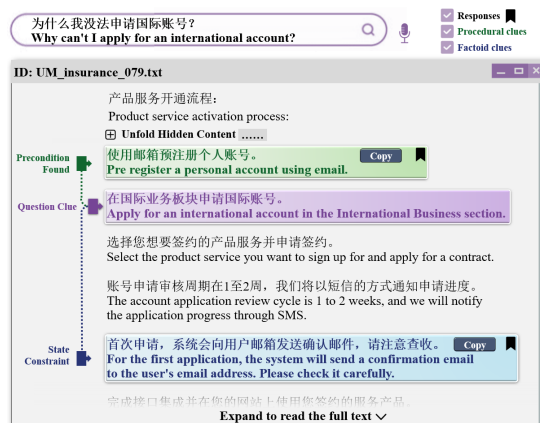 为什么我没法申请国际账号？
Why can't I apply for an international account?
Responses
Procedural clues
Factoid clues
ID: UM_insurance_079.txt
产品服务开通流程：
Product service activation process:
Unfold Hidden Content ......
Precondition
Found
使用邮箱预注册个人账号。
Copy
Pre register a personal account using email.
Question Clue
在国际业务板块申请国际账号。
Apply for an international account in the International Business section.
选择您想要签约的产品服务并申请签约。
Select the product service you want to sign up for and apply for a contract.
账号申请审核周期在1至2周，我们将以短信的方式通知申请进度。
The account application review cycle is 1 to 2 weeks, and we will notify
the application progress through SMS.
State
Constraint
首次申请，系统会向用户邮箱发送确认邮件，请注意查收。
Copy
For the first application, the system will send a confirmation email
to the user's email address. Please check it carefully.
完成接口集成并在您的网站上使用您签约的服务产品。
Expand to read the full text